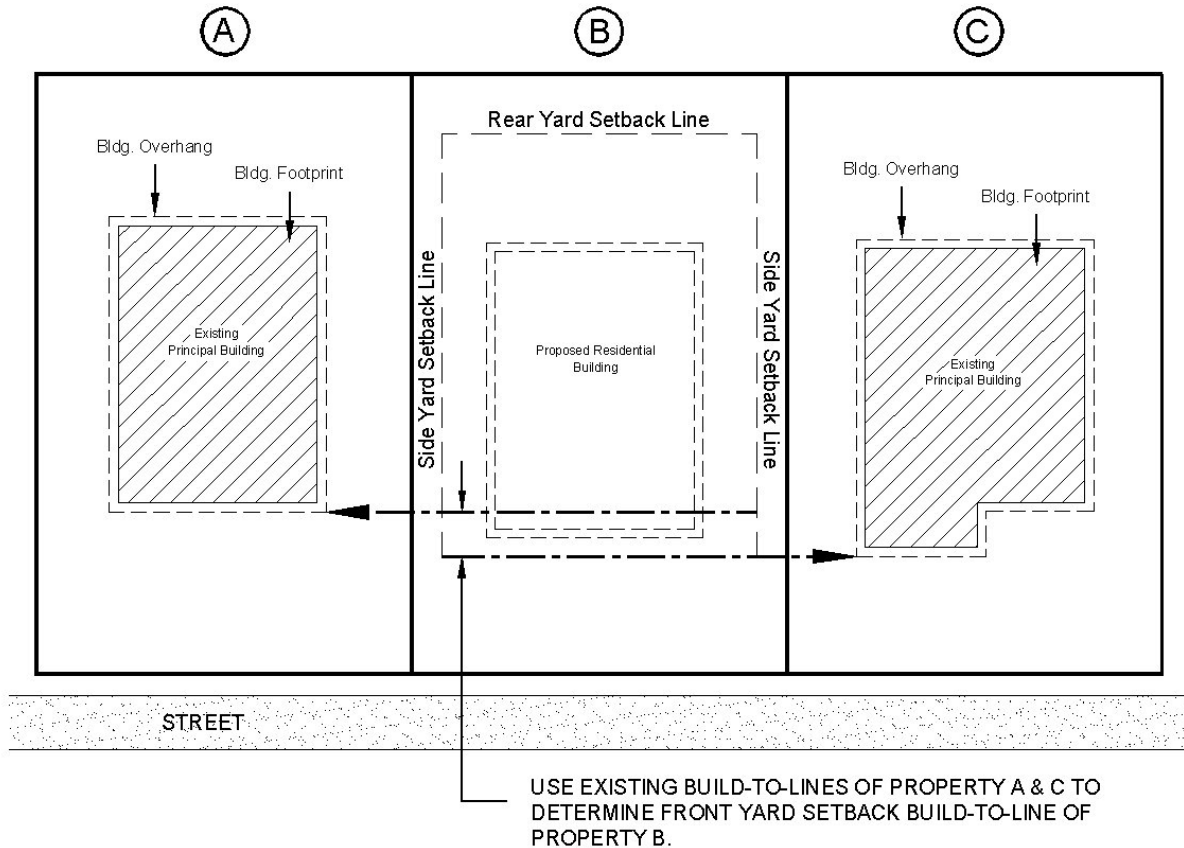 A
B
C
Rear Yard Setback Line
Bldg. Overhang
Bldg. Footprint
Existing
Principal Building
Side Yard Setback Line
Proposed Residential
Building
Side Yard Setback Line
Bldg. Overhang
Bldg. Footprint
Existing
Principal Building
STREET
USE EXISTING BUILD-TO-LINES OF PROPERTY A & C TO
DETERMINE FRONT YARD SETBACK BUILD-TO-LINE OF
PROPERTY B.